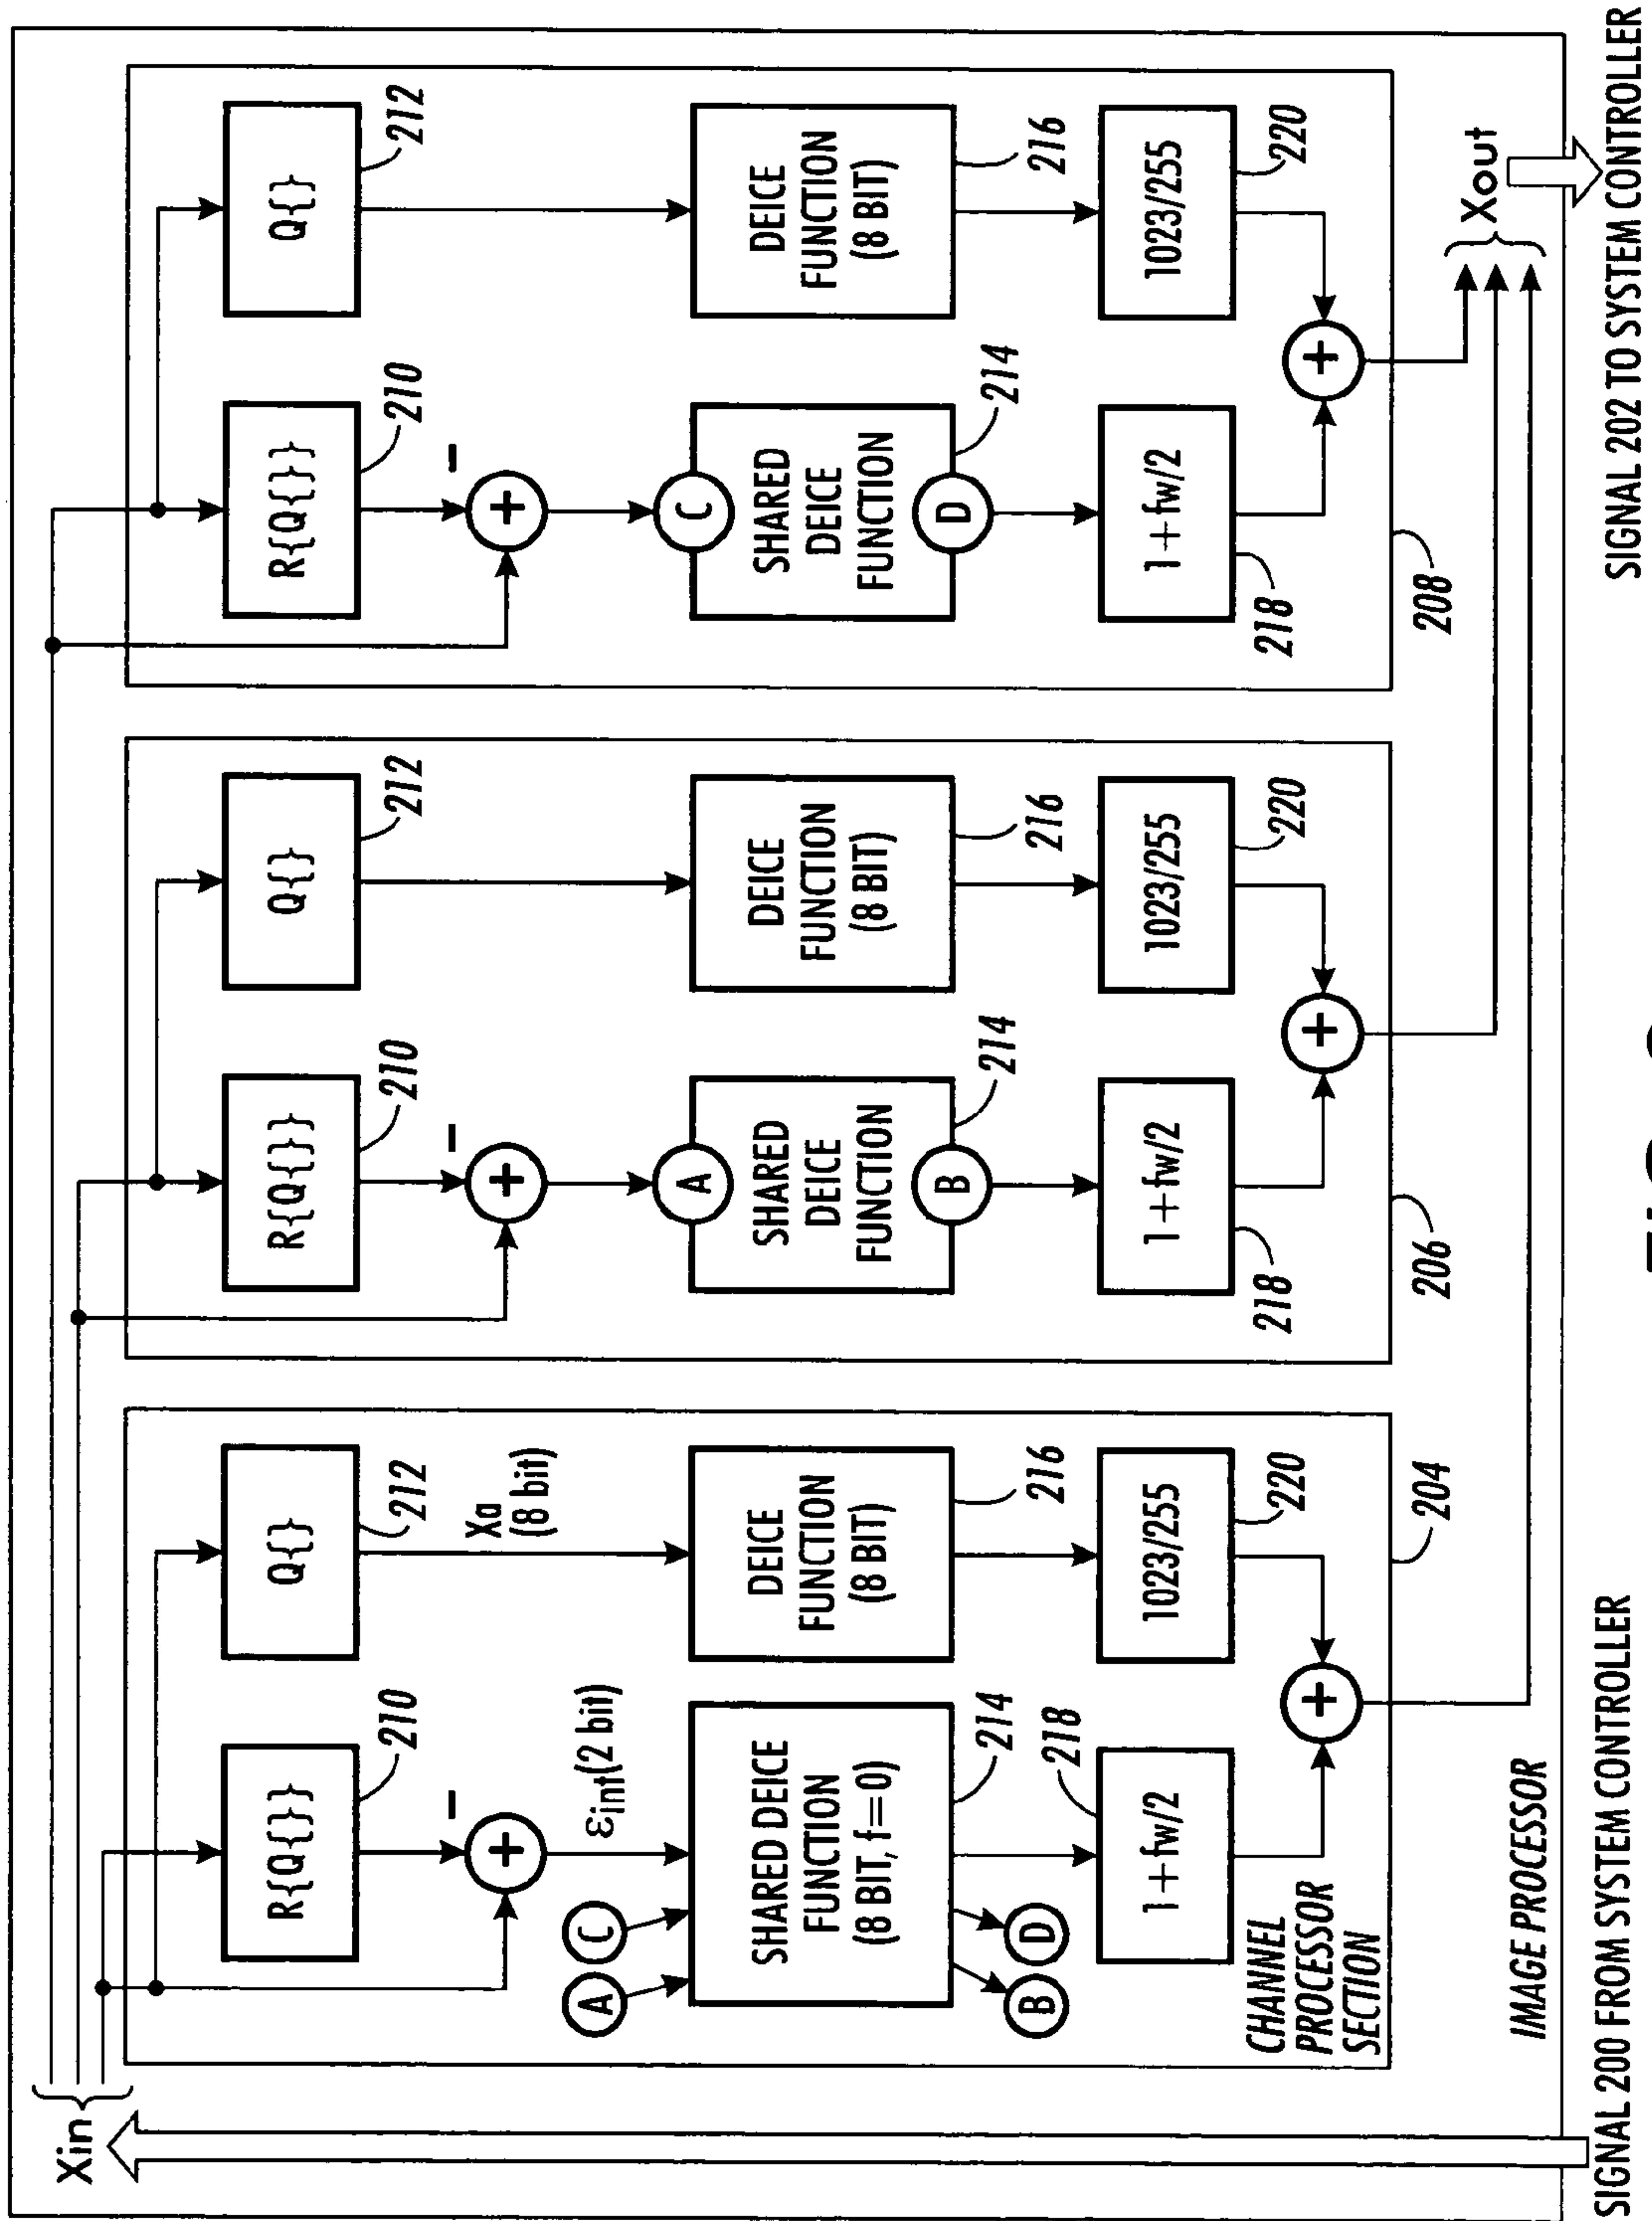 Xin
R{Q{}}
210
Q{}
212
−
+
εint(2 bit)
Xa
(8 bit)
A
C
SHARED DEICE
FUNCTION
(8 BIT, f=0)
214
DEICE
FUNCTION
(8 BIT)
216
B
D
1+fw/2
218
1023/255
220
+
CHANNEL
PROCESSOR
SECTION
204
R{Q{}}
210
Q{}
212
−
+
A
SHARED
DEICE
FUNCTION
B
214
DEICE
FUNCTION
(8 BIT)
216
1+fw/2
218
1023/255
220
+
206
R{Q{}}
210
Q{}
212
−
+
C
SHARED
DEICE
FUNCTION
D
214
DEICE
FUNCTION
(8 BIT)
216
1+fw/2
218
1023/255
220
+
208
Xout
IMAGE PROCESSOR
SIGNAL 200 FROM SYSTEM CONTROLLER
SIGNAL 202 TO SYSTEM CONTROLLER